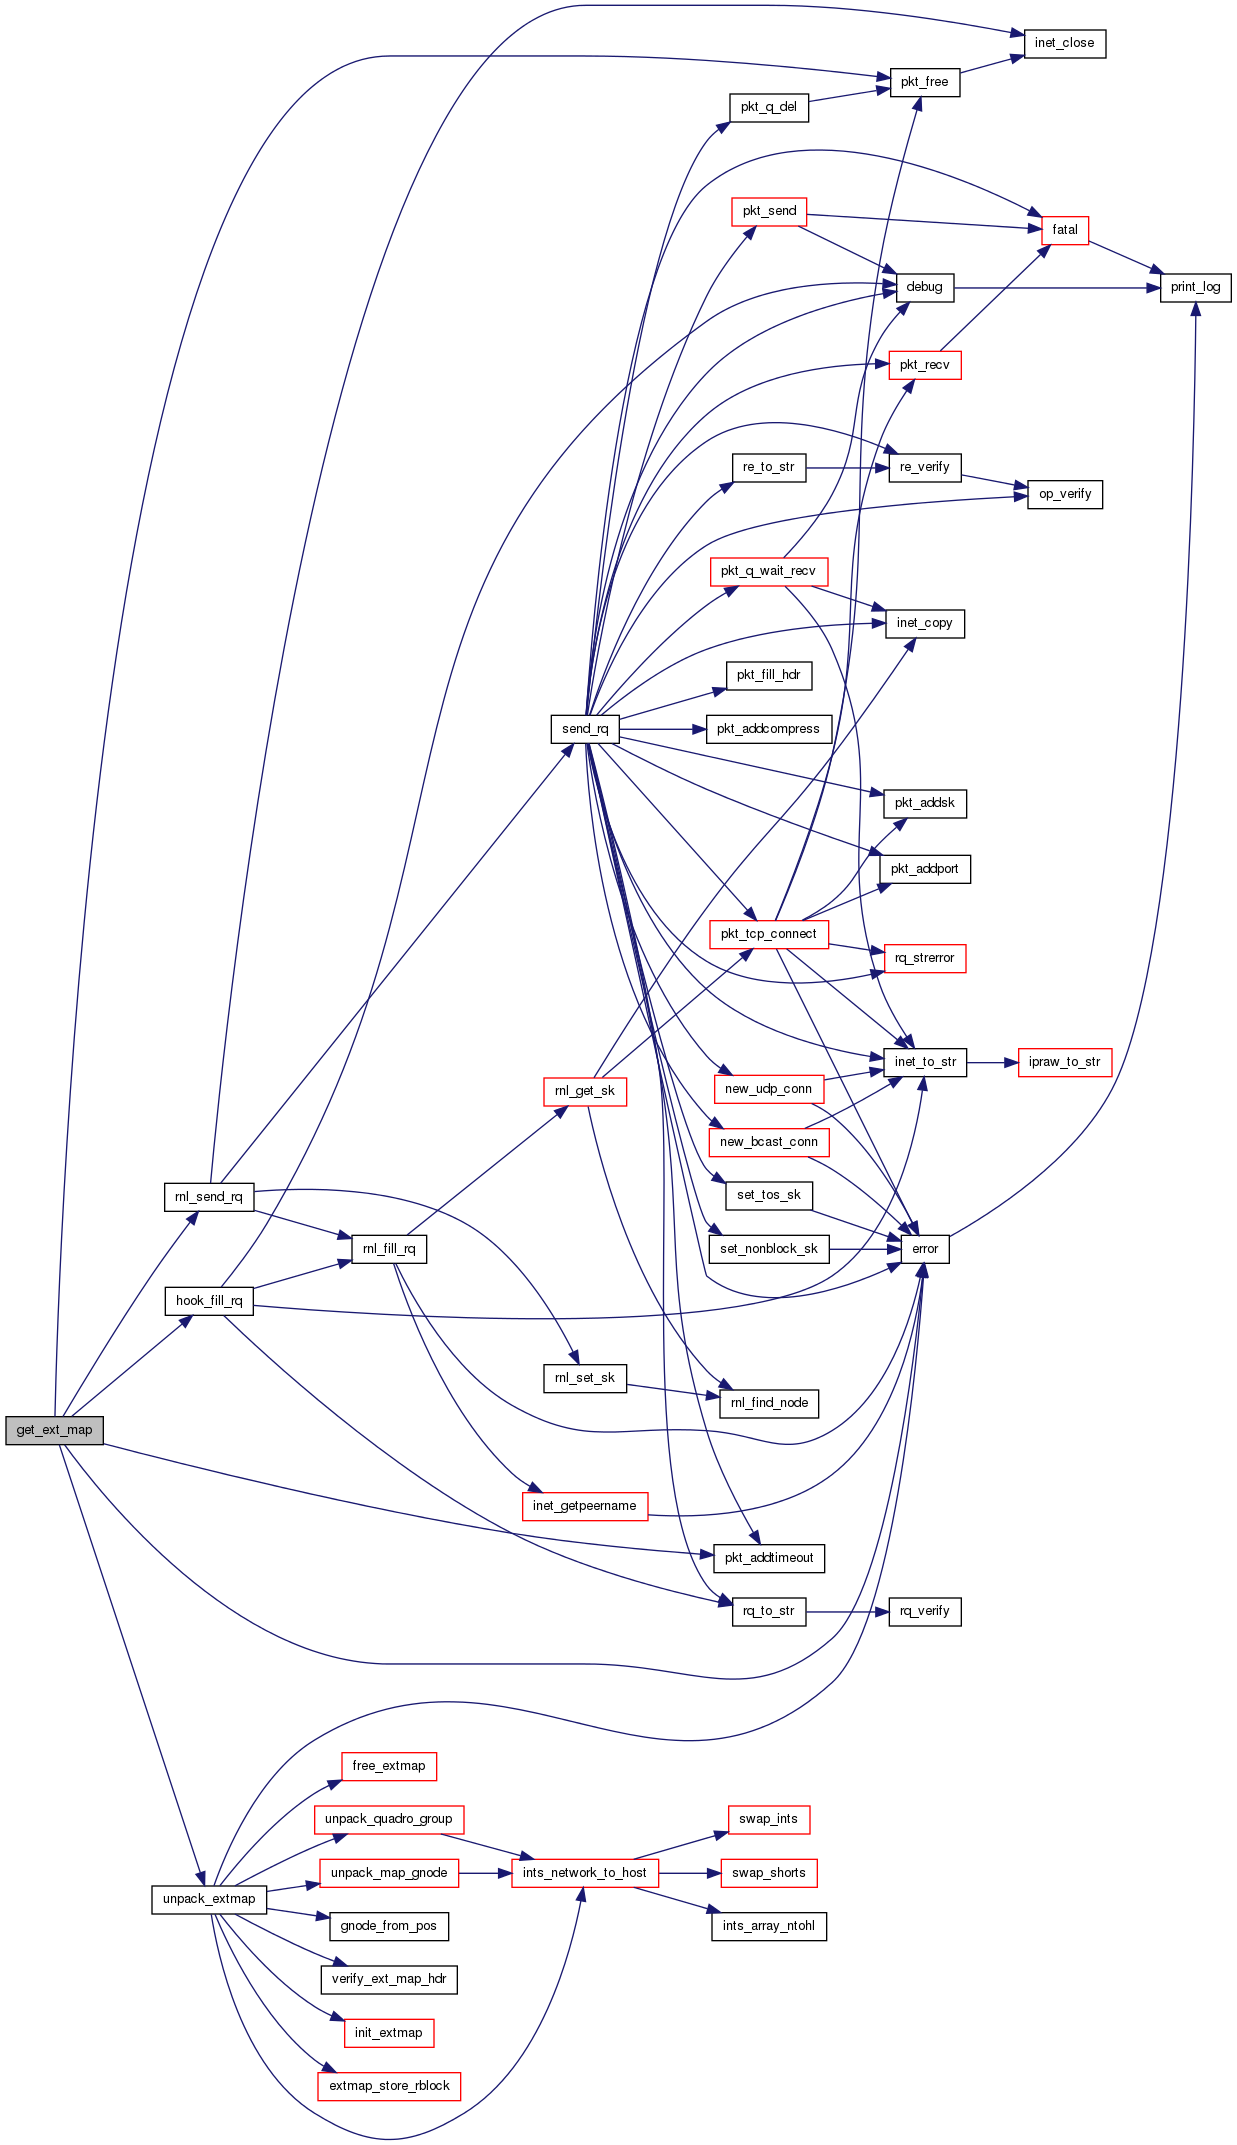 inet_close
pkt_free
pkt_q_del
pkt_send
fatal
debug
print_log
pkt_recv
re_to_str
re_verify
op_verify
pkt_q_wait_recv
inet_copy
pkt_fill_hdr
send_rq
pkt_addcompress
pkt_addsk
pkt_addport
pkt_tcp_connect
rq_strerror
inet_to_str
ipraw_to_str
rnl_get_sk
new_udp_conn
new_bcast_conn
rnl_send_rq
set_tos_sk
rnl_fill_rq
set_nonblock_sk
error
hook_fill_rq
rnl_set_sk
rnl_find_node
get_ext_map
inet_getpeername
pkt_addtimeout
rq_to_str
rq_verify
free_extmap
unpack_quadro_group
swap_ints
unpack_map_gnode
ints_network_to_host
swap_shorts
unpack_extmap
gnode_from_pos
ints_array_ntohl
verify_ext_map_hdr
init_extmap
extmap_store_rblock